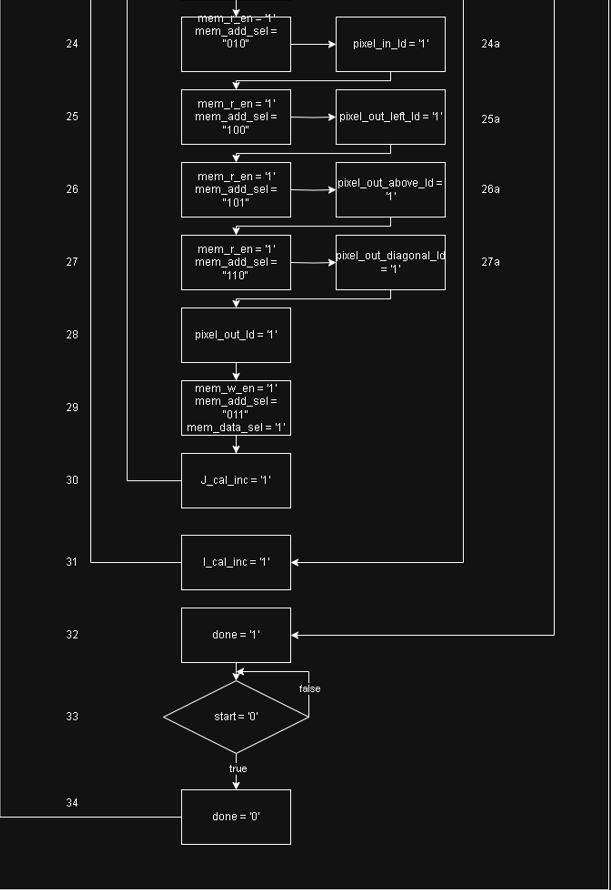 24
mem_r_en = '1'
mem_add_sel =
"010"
pixel_in_ld = '1'
24a
25
mem_r_en = '1'
mem_add_sel =
"100"
pixel_out_left_ld = '1'
25a
26
mem_r_en = '1'
mem_add_sel =
"101"
pixel_out_above_ld =
'1'
26a
27
mem_r_en = '1'
mem_add_sel =
"110"
pixel_out_diagonal_ld
= '1'
27a
28
pixel_out_ld = '1'
29
mem_w_en = '1'
mem_add_sel =
"011"
mem_data_sel = '1'
30
J_cal_inc = '1'
31
I_cal_inc = '1'
32
done = '1'
false
33
start = '0'
true
34
done = '0'